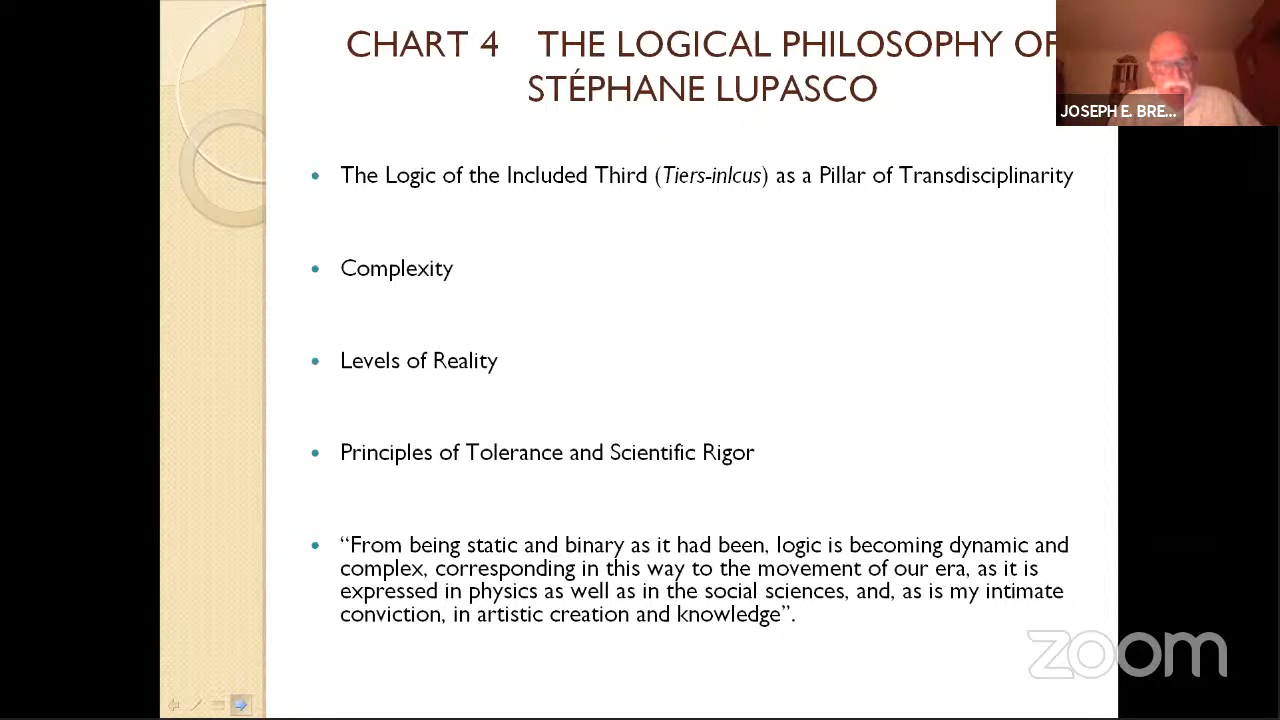 CHART 4 THE LOGICAL PHILOSOPHY OF
STÉPHANE LUPASCO
JOSEPH E. BRE...
• The Logic of the Included Third (Tiers-inlcus) as a Pillar of Transdisciplinarity
• Complexity
• Levels of Reality
• Principles of Tolerance and Scientific Rigor
• “From being static and binary as it had been, logic is becoming dynamic and
complex, corresponding in this way to the movement of our era, as it is
expressed in physics as well as in the social sciences, and, as is my intimate
conviction, in artistic creation and knowledge”.
zoom